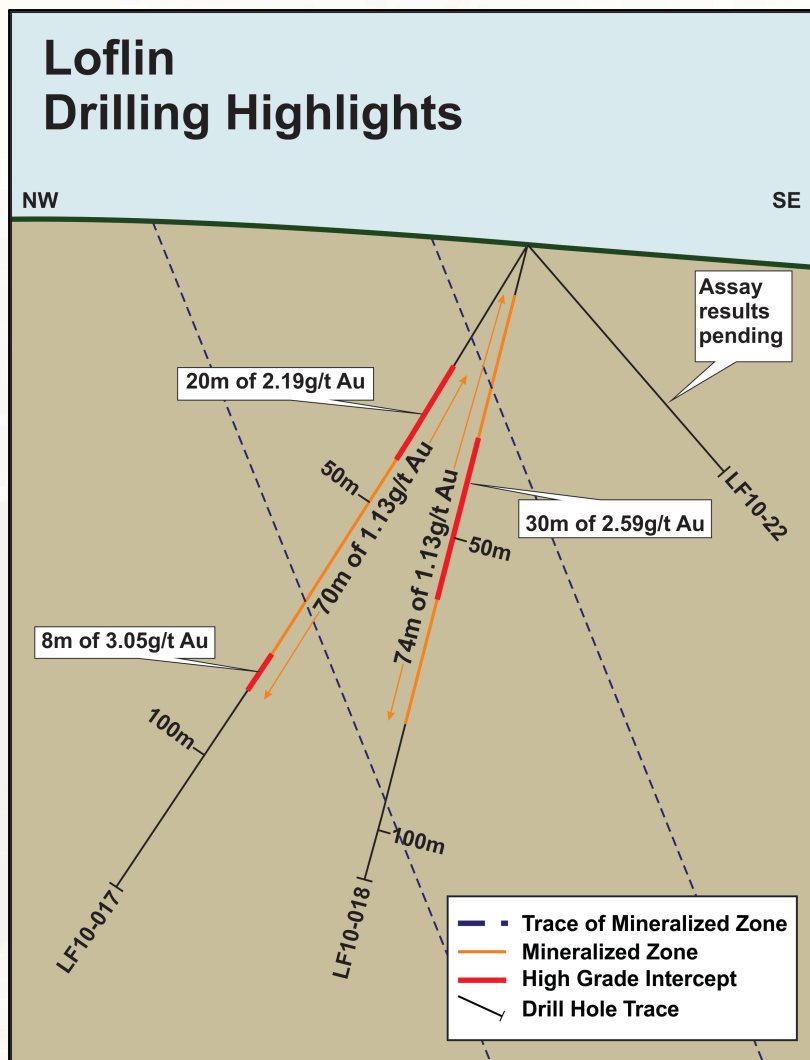 Loflin
Drilling Highlights
NW
SE
Assay
results
pending
20m of 2.19g/t Au
50m
70m of 1.13g/t Au
74m of 1.13g/t Au
LF10-22
30m of 2.59g/t Au
50m
8m of 3.05g/t Au
100m
100m
LF10-017
LF10-018
Trace of Mineralized Zone
Mineralized Zone
High Grade Intercept
Drill Hole Trace